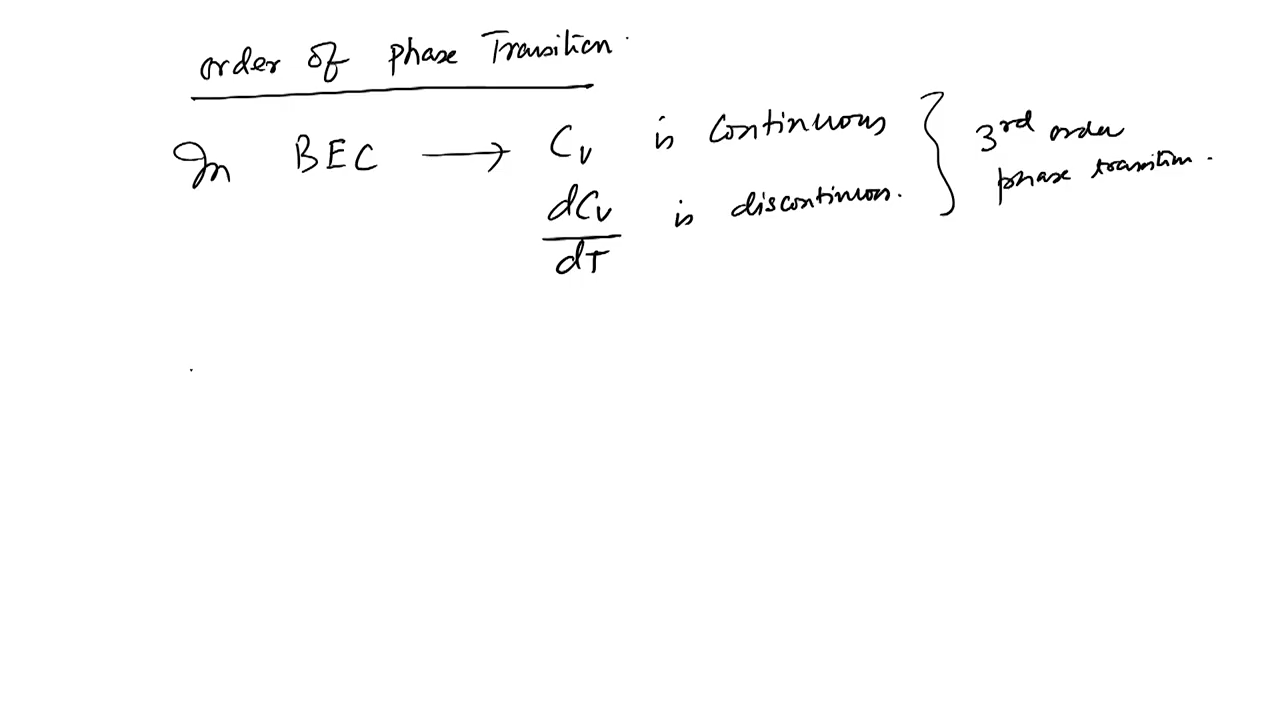 order of phase Transition.
In BEC → Cv is continuous } 3rd order
dCv/dT is discontinuous. phase transition.